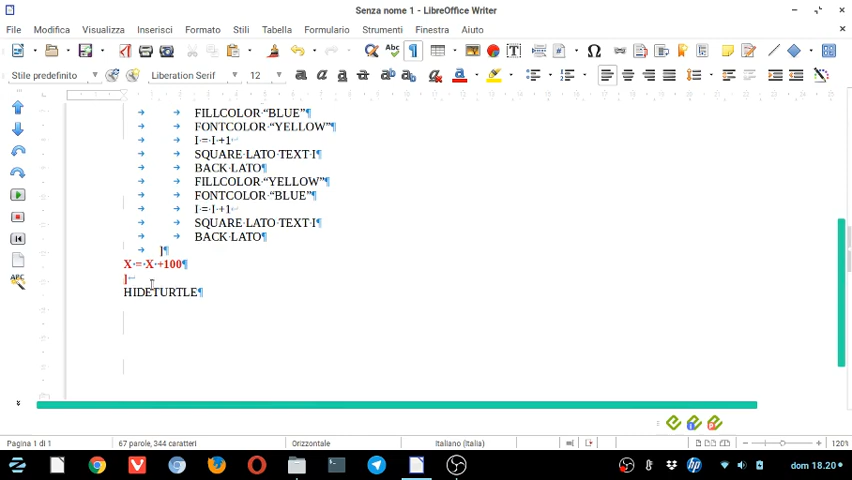 Senza nome 1 - LibreOffice Writer
File Modifica Visualizza Inserisci Formato Stili Tabella Formulario Strumenti Finestra Aiuto
Stile predefinito Liberation Serif 12
FILLCOLOR “BLUE”¶
FONTCOLOR “YELLOW”¶
I = I +1
SQUARE LATO TEXT I¶
BACK LATO¶
FILLCOLOR “YELLOW”¶
FONTCOLOR “BLUE”¶
I = I +1
SQUARE LATO TEXT I¶
BACK LATO¶
]¶
X = X +100¶
]
HIDETURTLE¶
Pagina 1 di 1 67 parole, 344 caratteri Orizzontale Italiano (Italia) 120%
dom 18.20